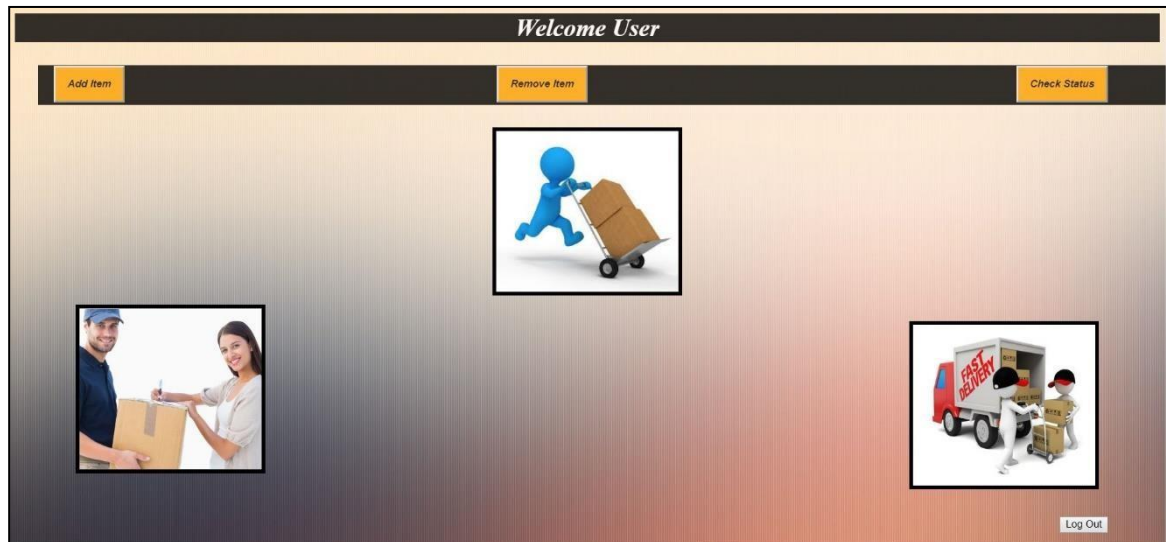 Welcome User
Add Item
Remove Item
Check Status
FAST
DELIVERY
Log Out